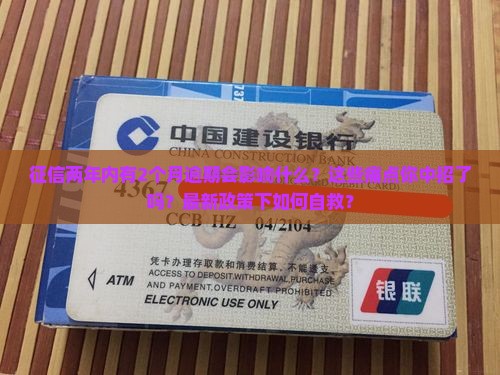 中国建设银行
CHINA CONSTRUCTION BANK
征信两年内有2个月逾期会影响什么？这些痛点你中招了
4367
吗？最新政策下如何自救？
CCB HZ 04/2104
凭卡办理存取款和消费结算，不能透支。
ATM
ACCESS TO DEPOSIT.WITHDRAWAL.PURCHASE
AND PAYMENT.OVERDRAFT PROHIBITED.
ELECTRONIC USE ONLY
银联